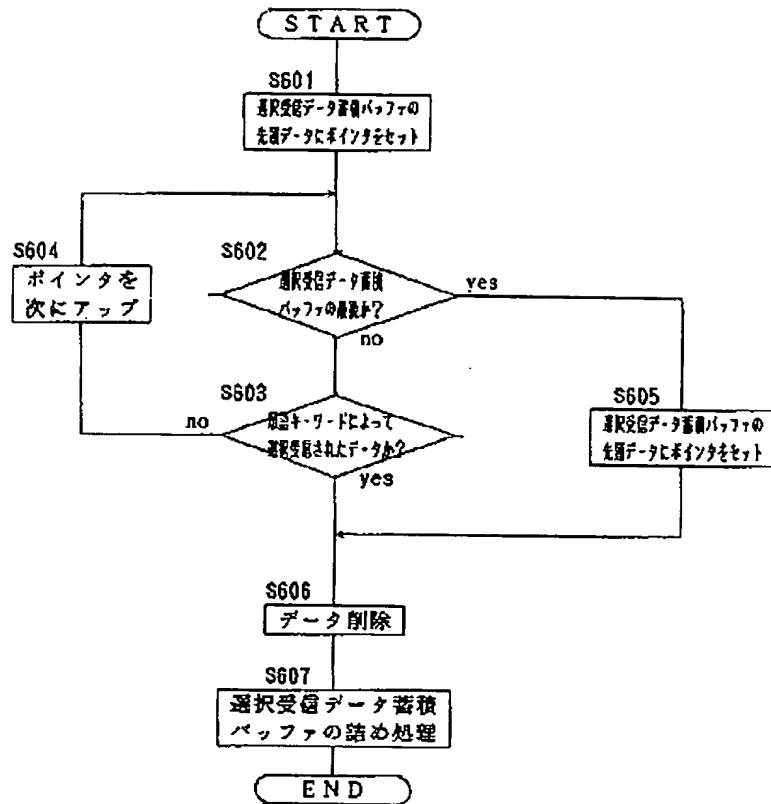 START
S601
選択受信データ蓄積バッファの
先頭データにポインタをセット
S604
ポインタを
次にアップ
S602
選択受信データ蓄積
バッファの最後か?
yes
no
S603
キーワードによって
選択受信されたデータか?
no
yes
S605
選択受信データ蓄積バッファの
先頭データにポインタをセット
S606
データ削除
S607
選択受信データ蓄積
バッファの詰め処理
END